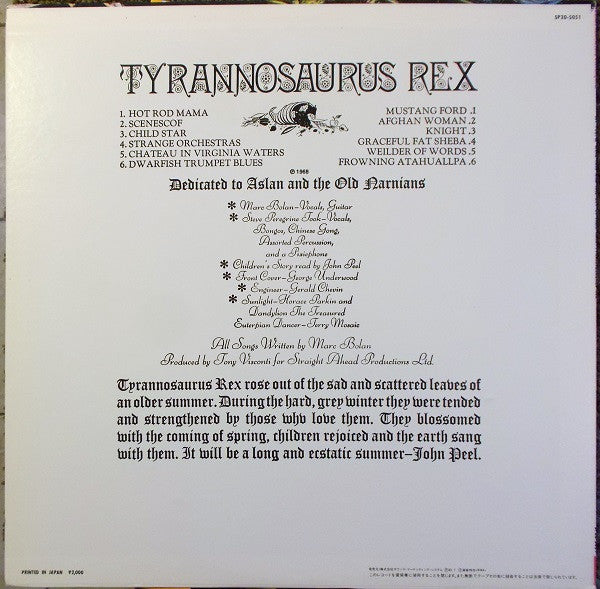 SP20-5051
TYRANNOSAURUS REX
1. HOT ROD MAMA
2. SCENESCOF
3. CHILD STAR
4. STRANGE ORCHESTRAS
5. CHATEAU IN VIRGINIA WATERS
6. DWARFISH TRUMPET BLUES
MUSTANG FORD .1
AFGHAN WOMAN .2
KNIGHT .3
GRACEFUL FAT SHEBA .4
WEILDER OF WORDS .5
FROWNING ATAHUALLPA .6
℗ 1968
Dedicated to Aslan and the Old Narnians
* Marc Bolan–Vocals, Guitar
* Steve Peregrine Took–Vocals,
Bongos, Chinese Gong,
Assorted Percussion,
and a Pixiephone
* Children's Story read by John Peel
* Front Cover–George Underwood
* Engineer–Gerald Chevin
* Sunlight–Horace Parkin and
Dandylion The Treasured
Euterpian Dancer–Terry Mosaic
All Songs Written by Marc Bolan
Produced by Tony Visconti for Straight Ahead Productions Ltd.
Tyrannosaurus Rex rose out of the sad and scattered leaves of
an older summer. During the hard, grey winter they were tended
and strengthened by those who love them. They blossomed
with the coming of spring, children rejoiced and the earth sang
with them. It will be a long and ecstatic summer–John Peel.
PRINTED IN JAPAN ¥2,000